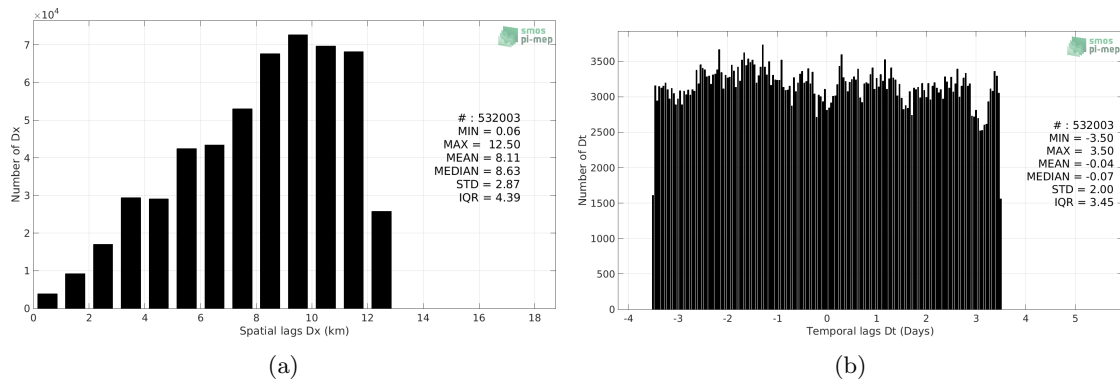 ×10⁴
7
6
5
4
3
2
1
0
Number of Dx
smos
pi-mep
# : 532003
MIN = 0.06
MAX = 12.50
MEAN = 8.11
MEDIAN = 8.63
STD = 2.87
IQR = 4.39
0 2 4 6 8 10 12 14 16 18
Spatial lags Dx (km)
(a)
3500
3000
2500
2000
1500
1000
500
0
Number of Dt
smos
pi-mep
# : 532003
MIN = -3.50
MAX = 3.50
MEAN = -0.04
MEDIAN = -0.07
STD = 2.00
IQR = 3.45
-4 -3 -2 -1 0 1 2 3 4 5
Temporal lags Dt (Days)
(b)